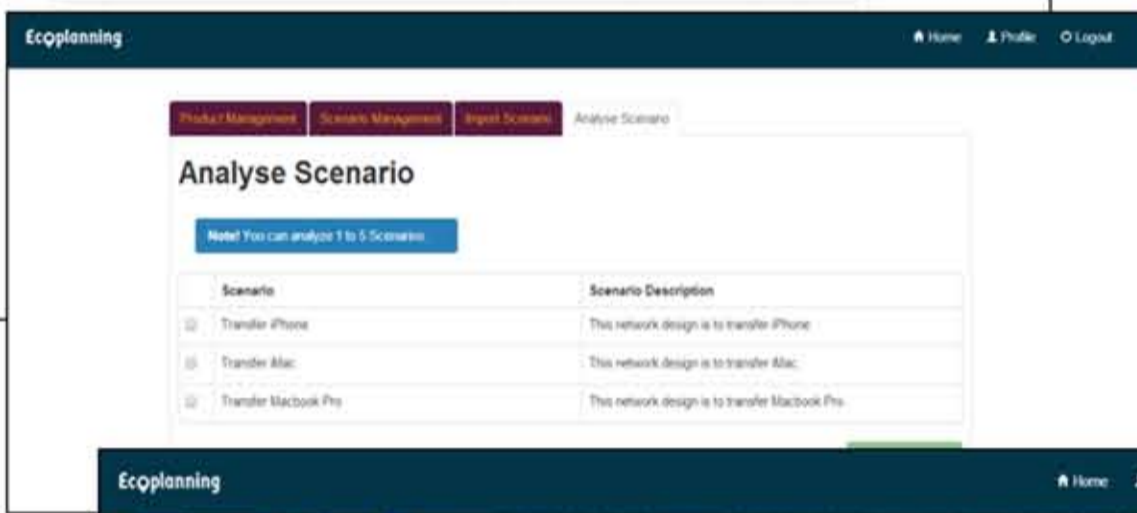 Ecoplanning Home Profile Logout
Product Management Scenario Management Import Scenario Analyse Scenario
Analyse Scenario
Note! You can analyze 1 to 5 Scenarios
Scenario Scenario Description
Transfer iPhone This network design is to transfer iPhone
Transfer iMac This network design is to transfer iMac
Transfer Macbook Pro This network design is to transfer Macbook Pro
Ecoplanning Home